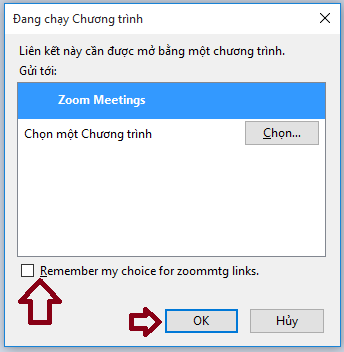 Đang chạy Chương trình
Liên kết này cần được mở bằng một chương trình.
Gửi tới:
Zoom Meetings
Chọn một Chương trình
Chọn...
Remember my choice for zoommtg links.
OK
Hủy